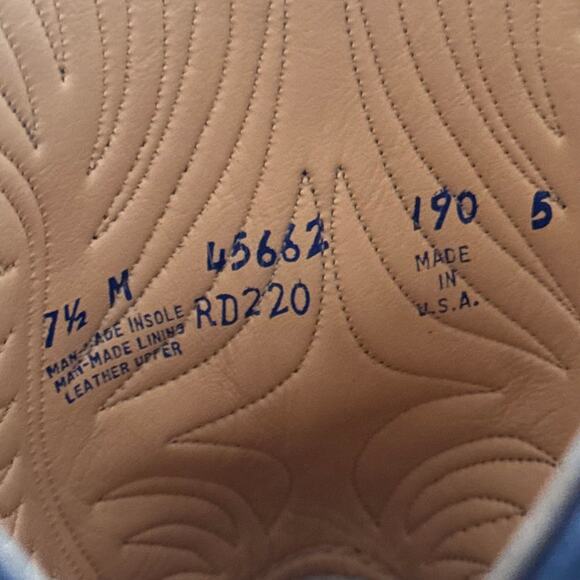 7½ M 45662 190 5
MAN-MADE INSOLE
MAN-MADE LINING
LEATHER UPPER
RD220
MADE
IN
U.S.A.